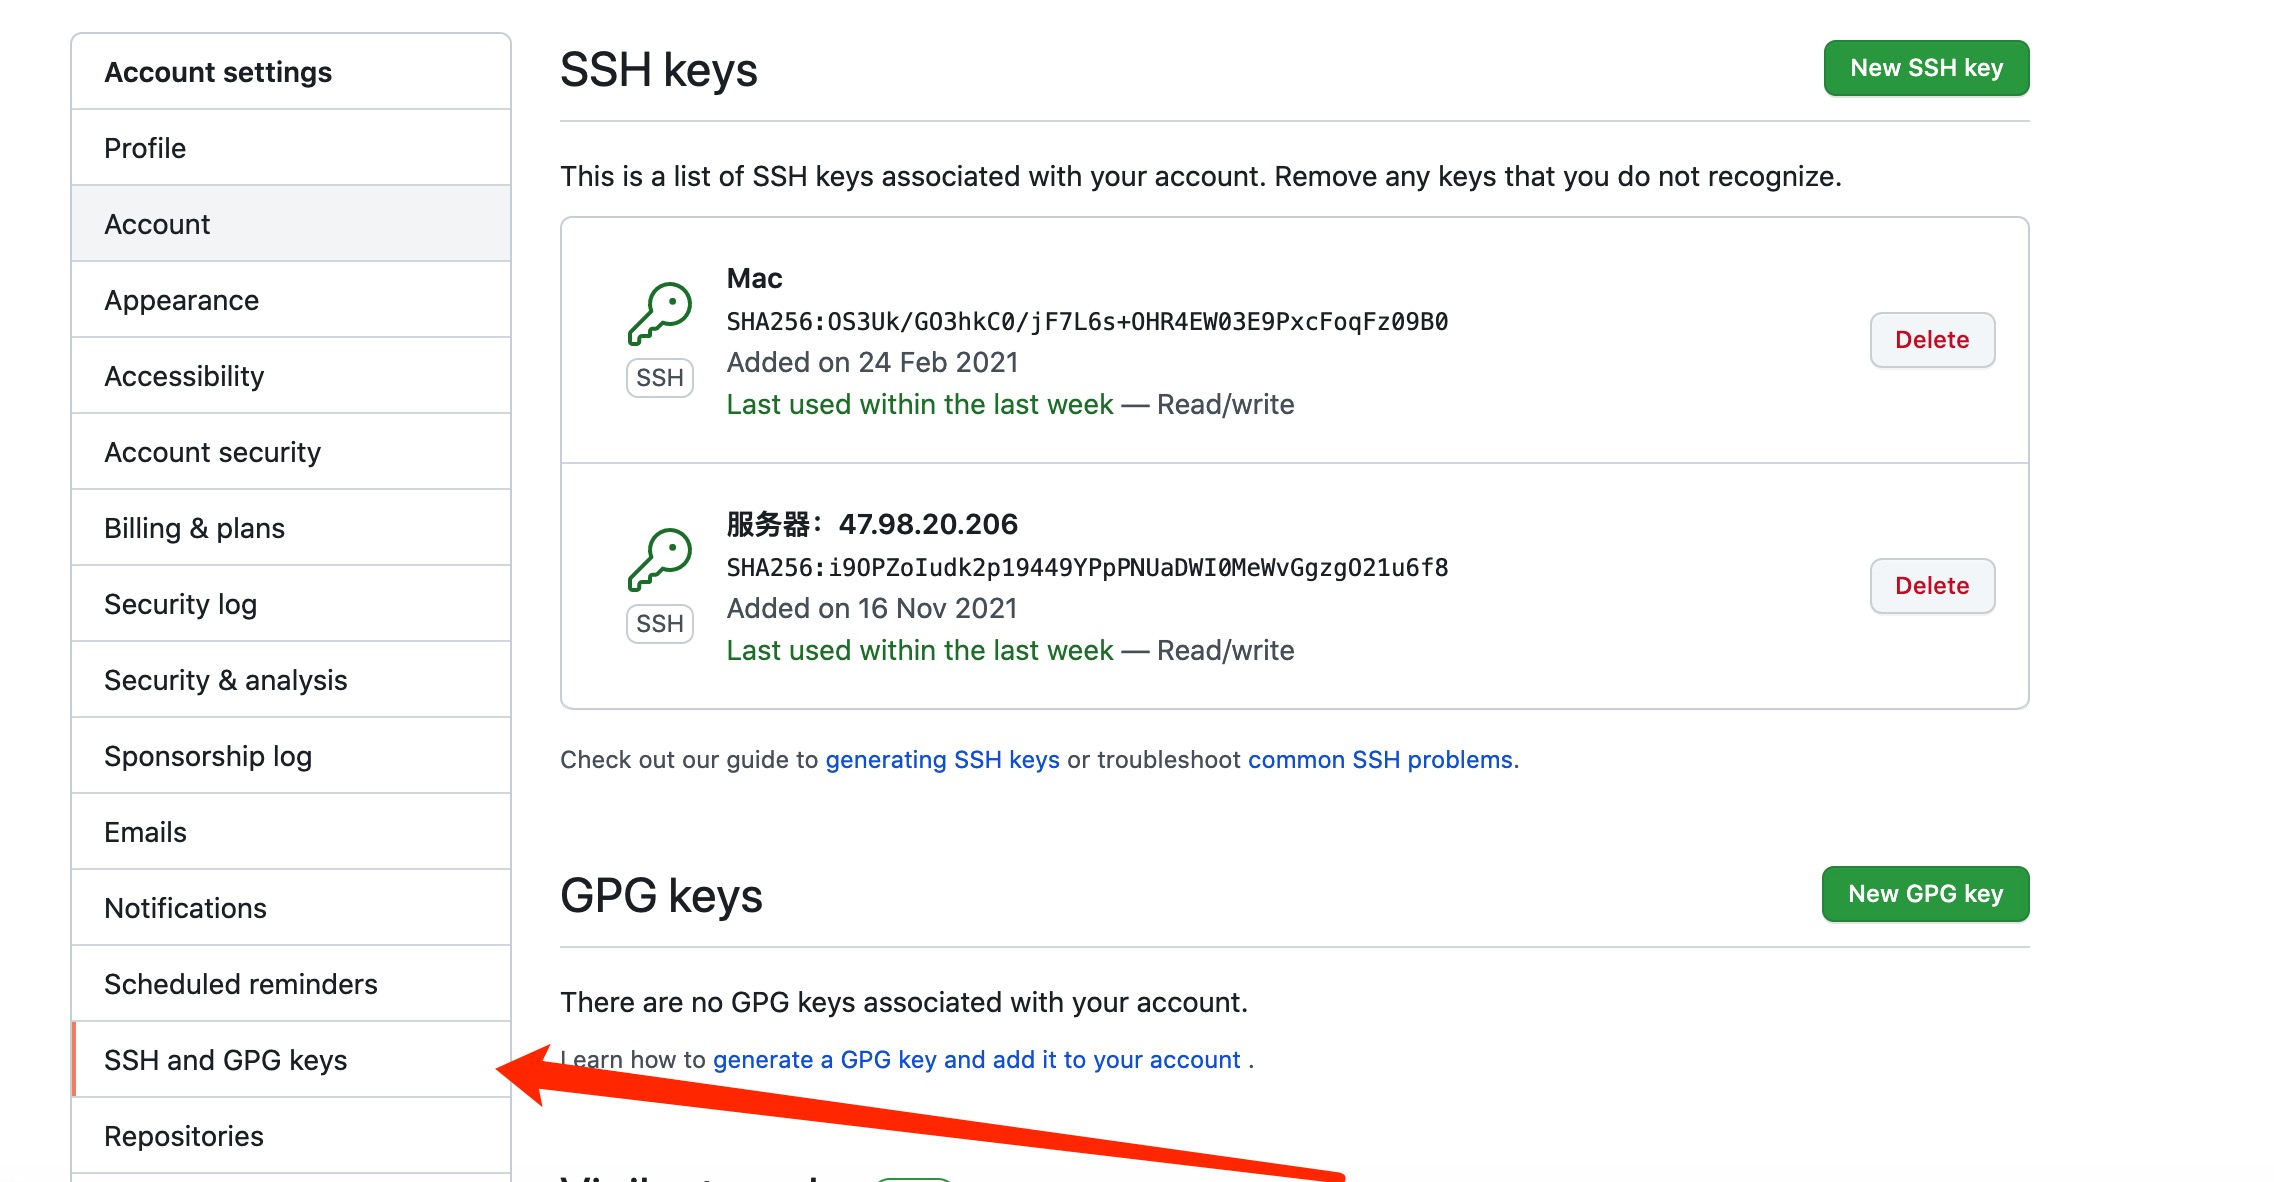 Account settings
Profile
Account
Appearance
Accessibility
Account security
Billing & plans
Security log
Security & analysis
Sponsorship log
Emails
Notifications
Scheduled reminders
SSH and GPG keys
Repositories
SSH keys
New SSH key
This is a list of SSH keys associated with your account. Remove any keys that you do not recognize.
Mac
SHA256:OS3Uk/GO3hkC0/jF7L6s+OHR4EW03E9PxcFoqFz09B0
Added on 24 Feb 2021
Last used within the last week — Read/write
SSH
Delete
服务器：47.98.20.206
SHA256:i9OPZoIudk2p19449YPpPNUaDWI0MeWvGgzgO21u6f8
Added on 16 Nov 2021
Last used within the last week — Read/write
SSH
Delete
Check out our guide to generating SSH keys or troubleshoot common SSH problems.
GPG keys
New GPG key
There are no GPG keys associated with your account.
Learn how to generate a GPG key and add it to your account .